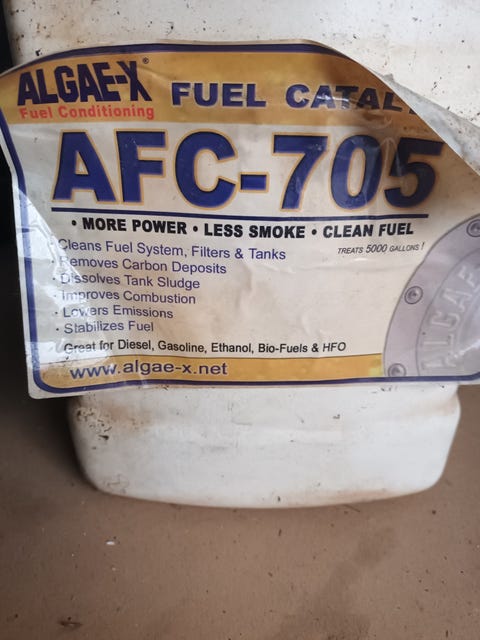 ALGAE-X®
Fuel Conditioning
FUEL CATAL
AFC-705
• MORE POWER • LESS SMOKE • CLEAN FUEL
TREATS 5000 GALLONS !
• Cleans Fuel System, Filters & Tanks
• Removes Carbon Deposits
• Dissolves Tank Sludge
• Improves Combustion
• Lowers Emissions
• Stabilizes Fuel
Great for Diesel, Gasoline, Ethanol, Bio-Fuels & HFO
www.algae-x.net
ALGAE